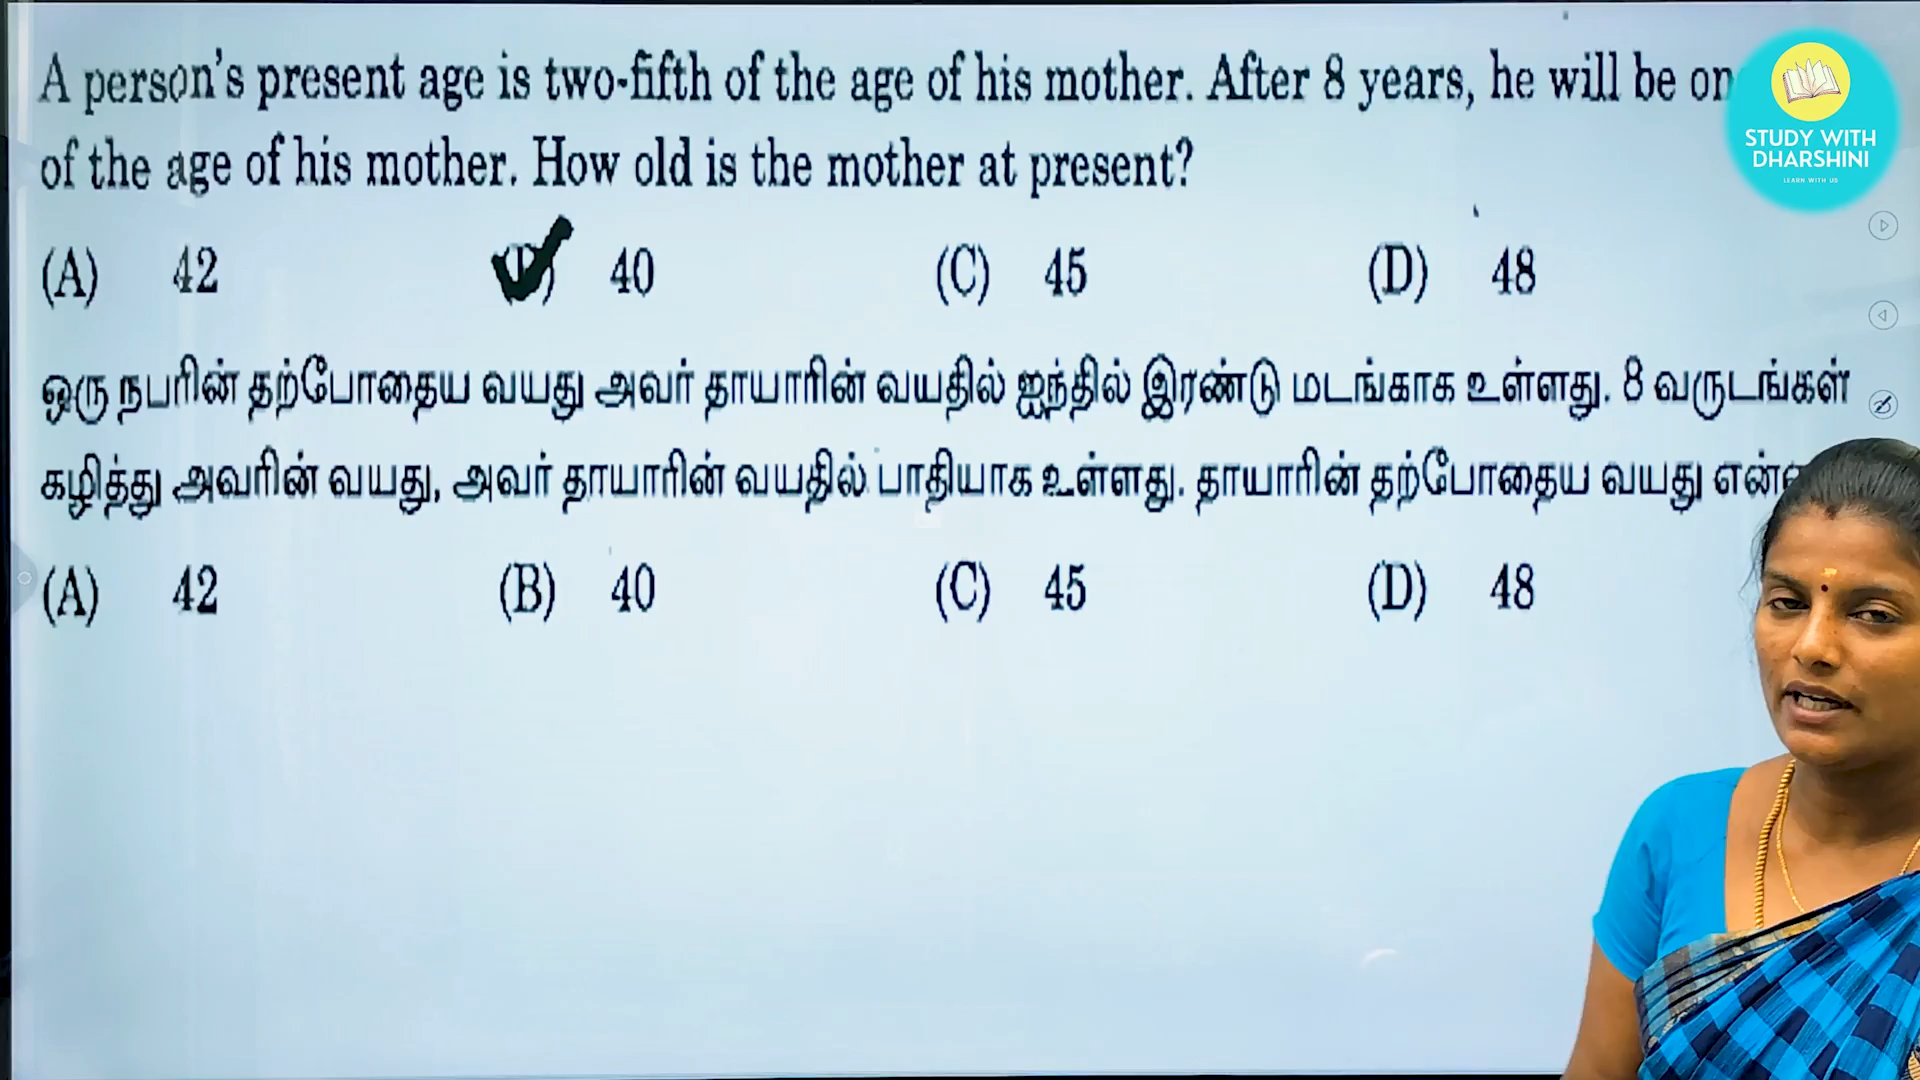 A person's present age is two-fifth of the age of his mother. After 8 years, he will be
of the age of his mother. How old is the mother at present?
(A) 42 40 (C) 45 (D) 48
ஒரு நபரின் தற்போதைய வயது அவர் தாயாரின் வயதில் ஐந்தில் இரண்டு மடங்காக உள்ளது. 8 வருடங்கள்
கழித்து அவரின் வயது, அவர் தாயாரின் வயதில் பாதியாக உள்ளது. தாயாரின் தற்போதைய வயது
(A) 42 (B) 40 (C) 45 (D) 48
STUDY WITH
DHARSHINI
LEARN WITH US